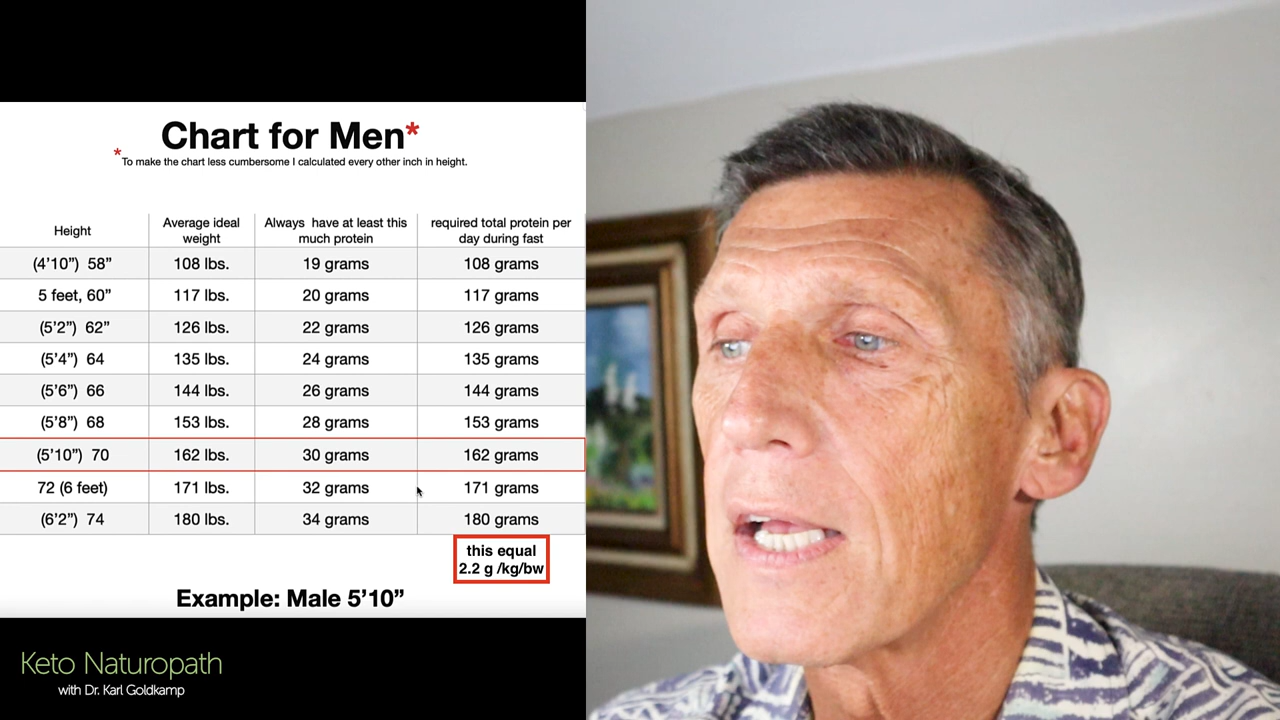 Chart for Men*
*To make the chart less cumbersome I calculated every other inch in height.
Height Average ideal weight Always have at least this much protein required total protein per day during fast
(4’10”) 58” 108 lbs. 19 grams 108 grams
5 feet, 60” 117 lbs. 20 grams 117 grams
(5’2”) 62” 126 lbs. 22 grams 126 grams
(5’4”) 64 135 lbs. 24 grams 135 grams
(5’6”) 66 144 lbs. 26 grams 144 grams
(5’8”) 68 153 lbs. 28 grams 153 grams
(5’10”) 70 162 lbs. 30 grams 162 grams
72 (6 feet) 171 lbs. 32 grams 171 grams
(6’2”) 74 180 lbs. 34 grams 180 grams
this equal
2.2 g /kg/bw
Example: Male 5’10”
Keto Naturopath
with Dr. Karl Goldkamp